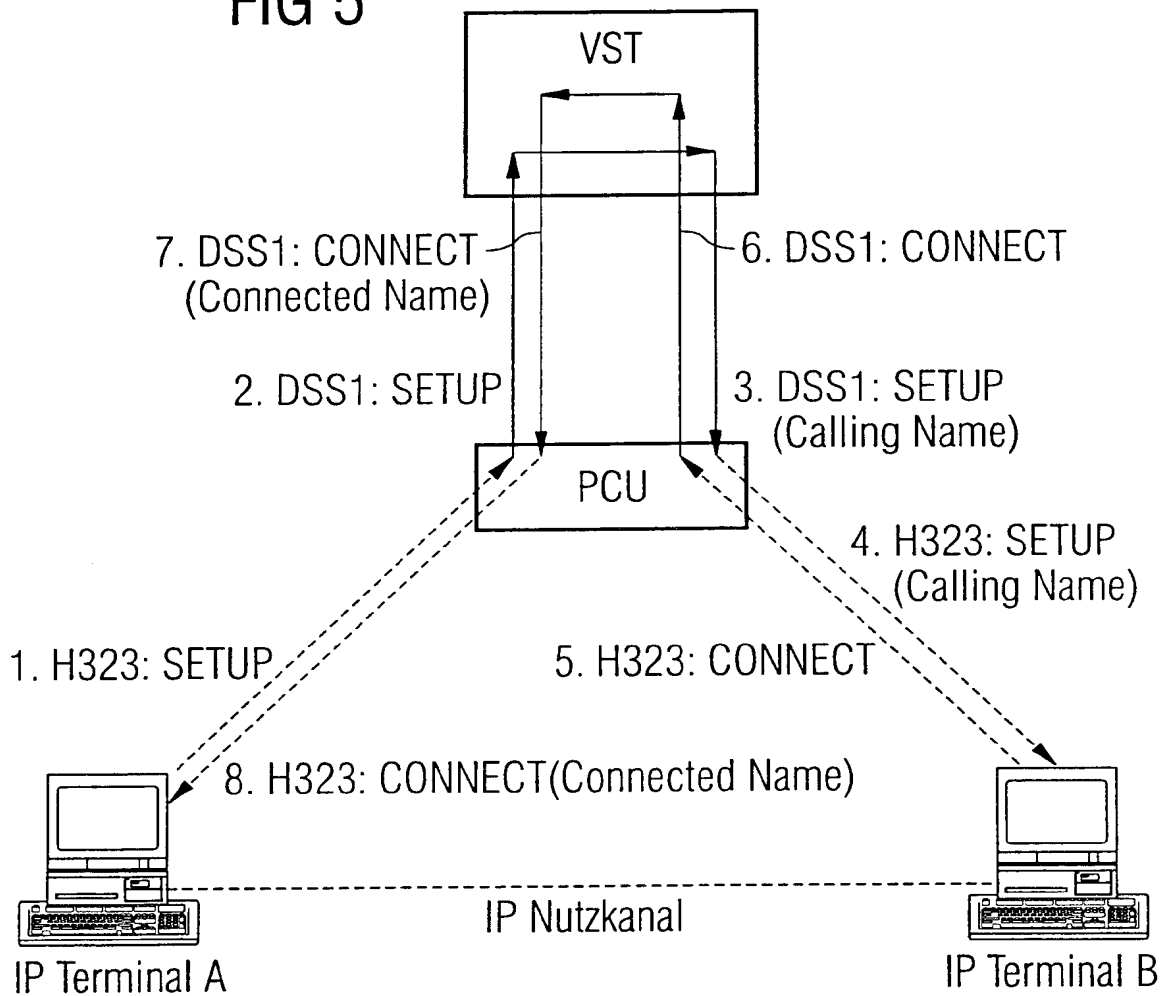 FIG 5
VST
7. DSS1: CONNECT
(Connected Name)
6. DSS1: CONNECT
2. DSS1: SETUP
3. DSS1: SETUP
(Calling Name)
PCU
4. H323: SETUP
(Calling Name)
1. H323: SETUP
5. H323: CONNECT
8. H323: CONNECT(Connected Name)
IP Nutzkanal
IP Terminal A
IP Terminal B